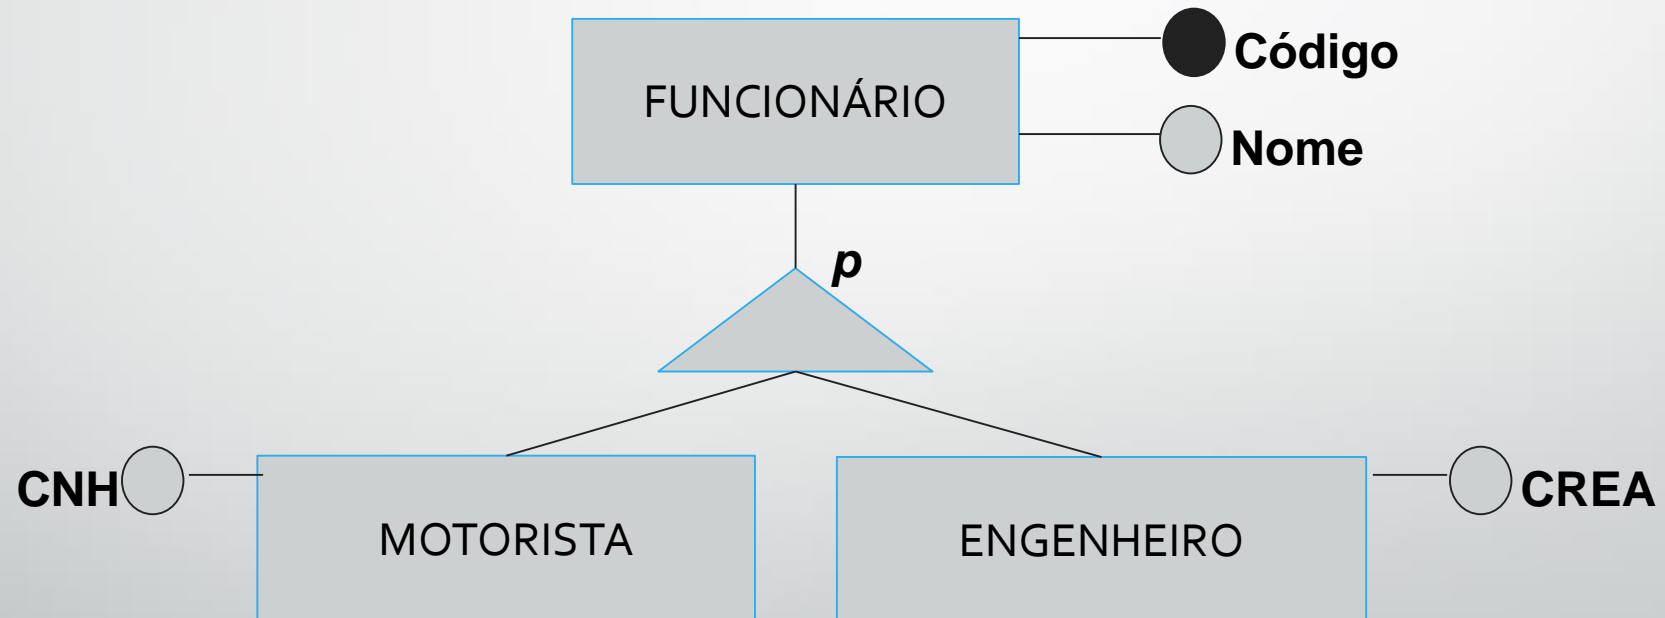 Código
FUNCIONÁRIO
Nome
p
CNH
MOTORISTA
ENGENHEIRO
CREA